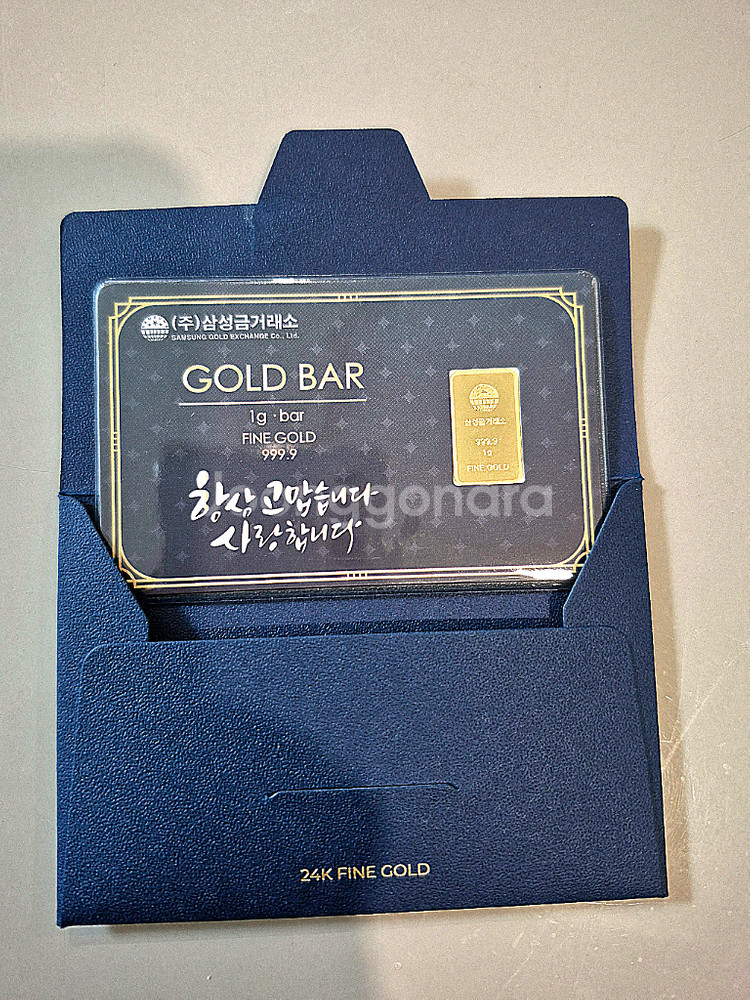 (주)삼성금거래소
SAMSUNG GOLD EXCHANGE Co., Ltd.
GOLD BAR
1g · bar
FINE GOLD
999.9
항상 고맙습니다
사랑합니다
삼성금거래소
999.9
1g
FINE GOLD
joonggonara
24K FINE GOLD